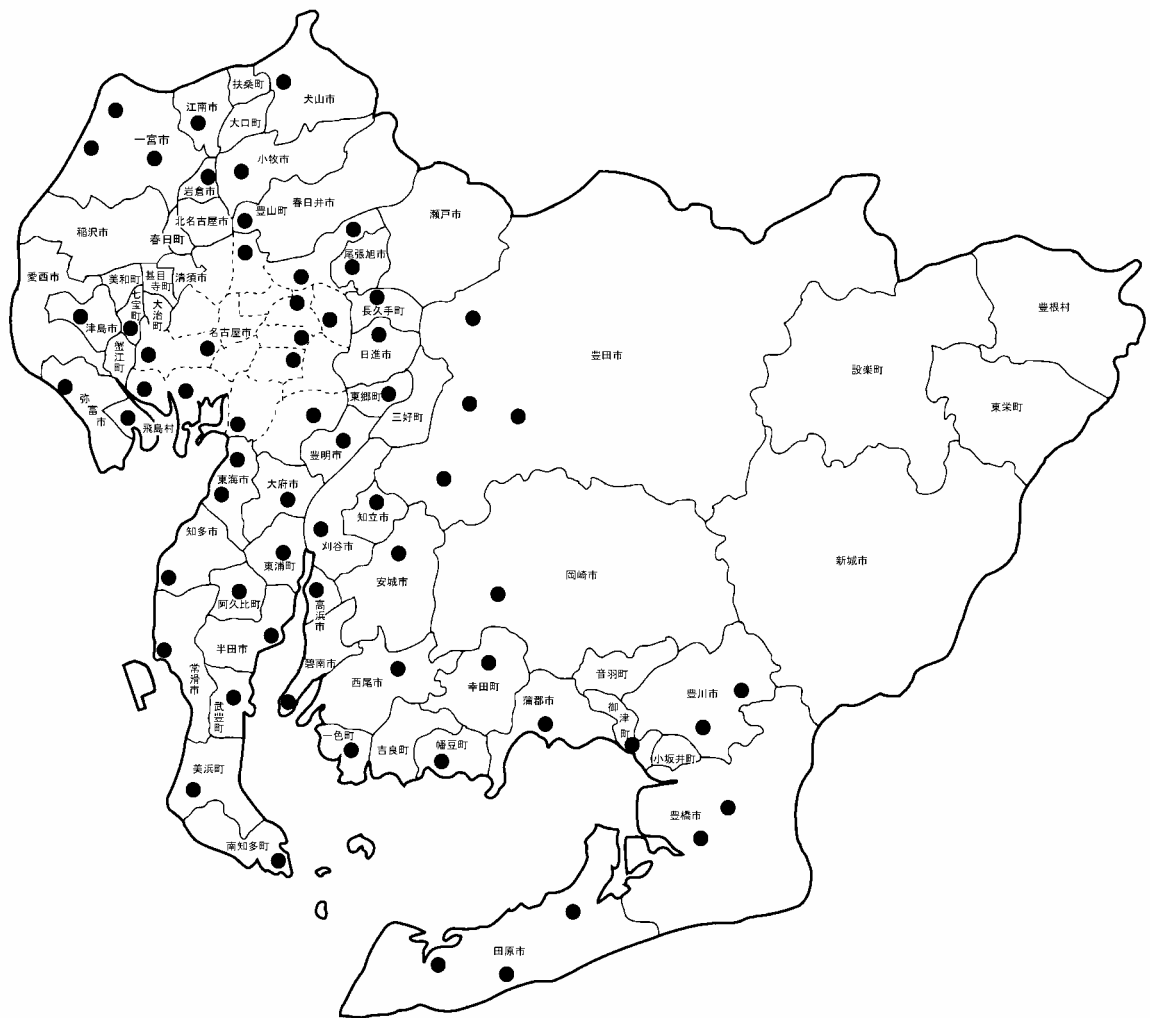 扶桑町
犬山市
江南市
大口町
一宮市
小牧市
岩倉市
春日井市
豊山町
瀬戸市
稲沢市
北名古屋市
春日町
尾張旭市
愛西市
美和町
甚目寺町
清須市
七宝町
大治町
長久手町
豊根村
津島市
名古屋市
蟹江町
日進市
豊田市
設楽町
東郷町
弥富市
三好町
東栄町
飛島村
豊明市
東海市
大府市
知立市
知多市
刈谷市
東浦町
安城市
岡崎市
新城市
阿久比町
高浜市
半田市
碧南市
常滑市
西尾市
幸田町
音羽町
豊川市
武豊町
蒲郡市
御津町
一色町
吉良町
幡豆町
小坂井町
美浜町
豊橋市
南知多町
田原市